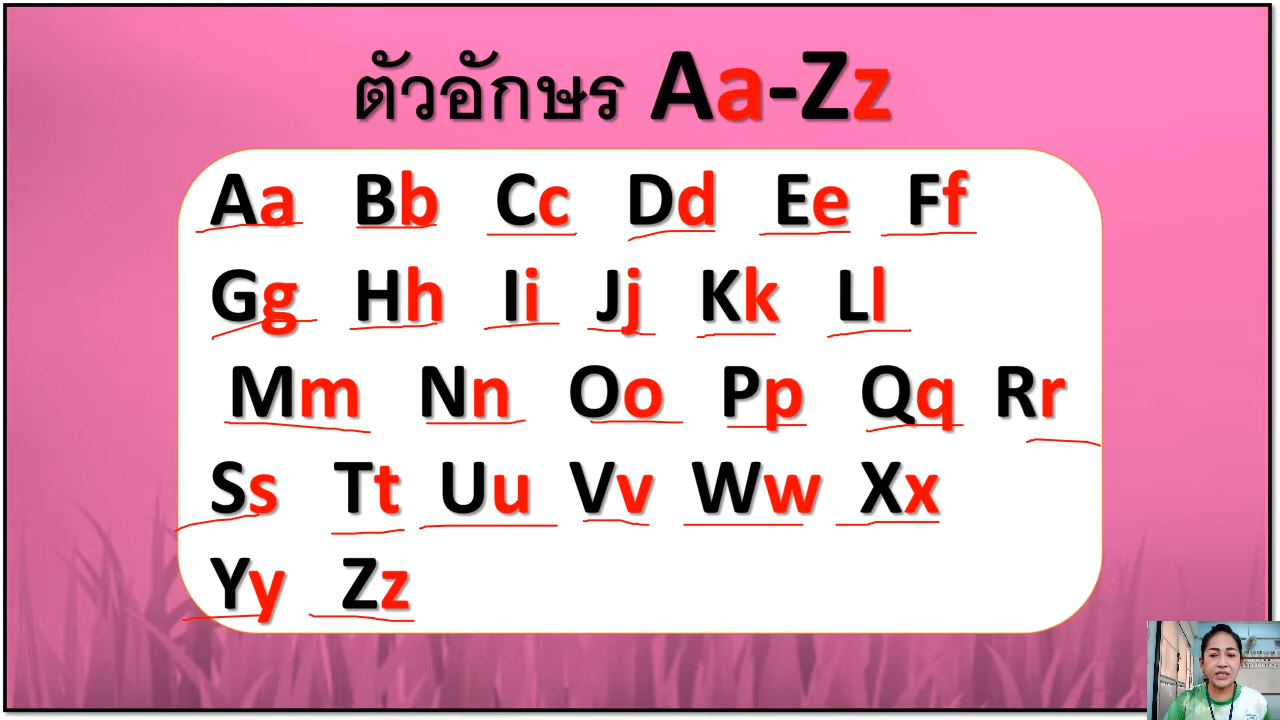 ตัวอักษร Aa-Zz
Aa Bb Cc Dd Ee Ff
Gg Hh Ii Jj Kk Ll
Mm Nn Oo Pp Qq Rr
Ss Tt Uu Vv Ww Xx
Yy Zz